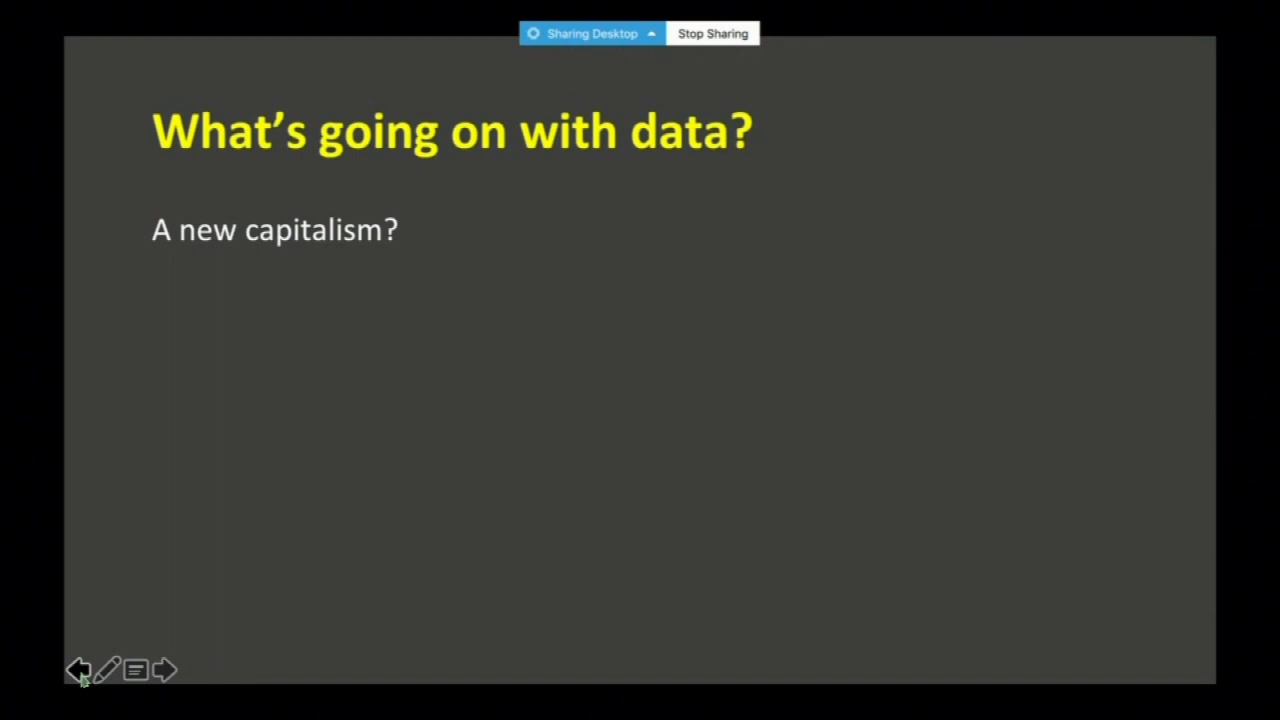 Sharing Desktop Stop Sharing
What's going on with data?
A new capitalism?